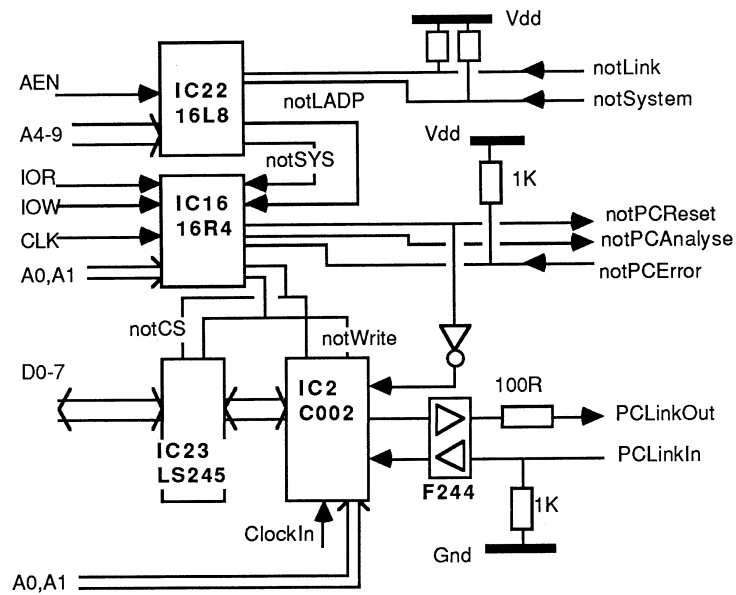 Vdd
notLink
notSystem
AEN
IC22
16L8
notLADP
A4-9
Vdd
notSYS
IOR
1K
IOW
IC16
16R4
notPCReset
CLK
notPCAnalyse
A0,A1
notPCError
notCS
notWrite
D0-7
IC2
C002
100R
PCLinkOut
IC23
LS245
PCLinkIn
F244
1K
ClockIn
Gnd
A0,A1